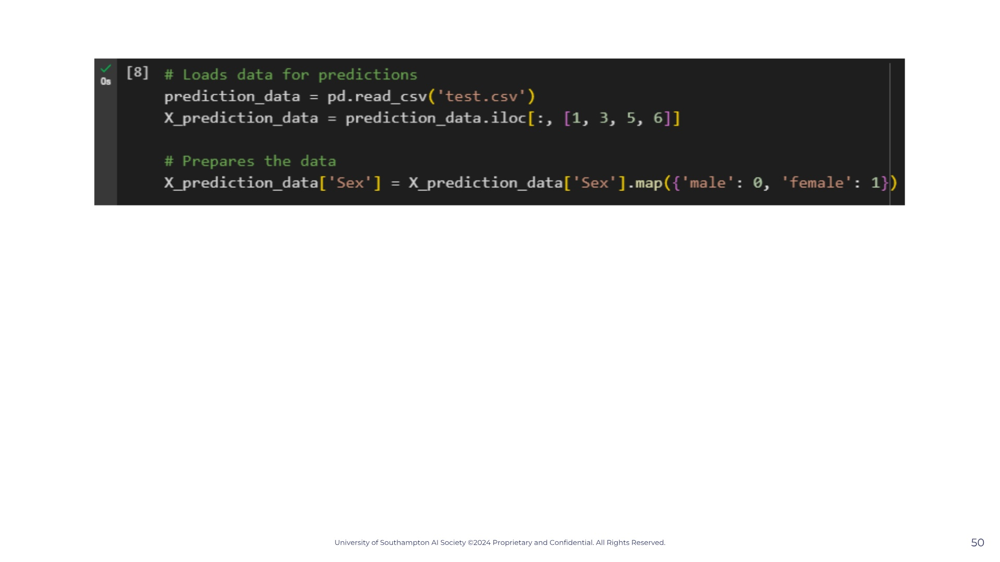 [8] # Loads data for predictions
0s
prediction_data = pd.read_csv('test.csv')
X_prediction_data = prediction_data.iloc[:, [1, 3, 5, 6]]
# Prepares the data
X_prediction_data['Sex'] = X_prediction_data['Sex'].map({'male': 0, 'female': 1})
University of Southampton AI Society ©2024 Proprietary and Confidential. All Rights Reserved.
50